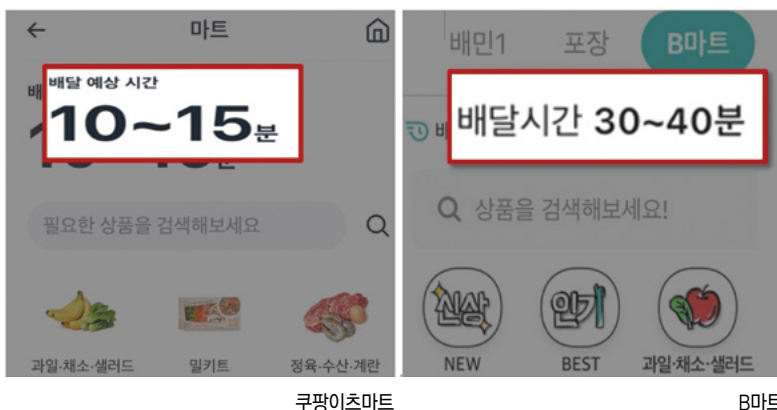 마트
배달 예상 시간
10~15분
필요한 상품을 검색해보세요
과일·채소·샐러드
밀키트
정육·수산·계란
쿠팡이츠마트
배민1
포장
B마트
배달시간 30~40분
상품을 검색해보세요!
신상
인기
NEW
BEST
과일·채소·샐러드
B마트